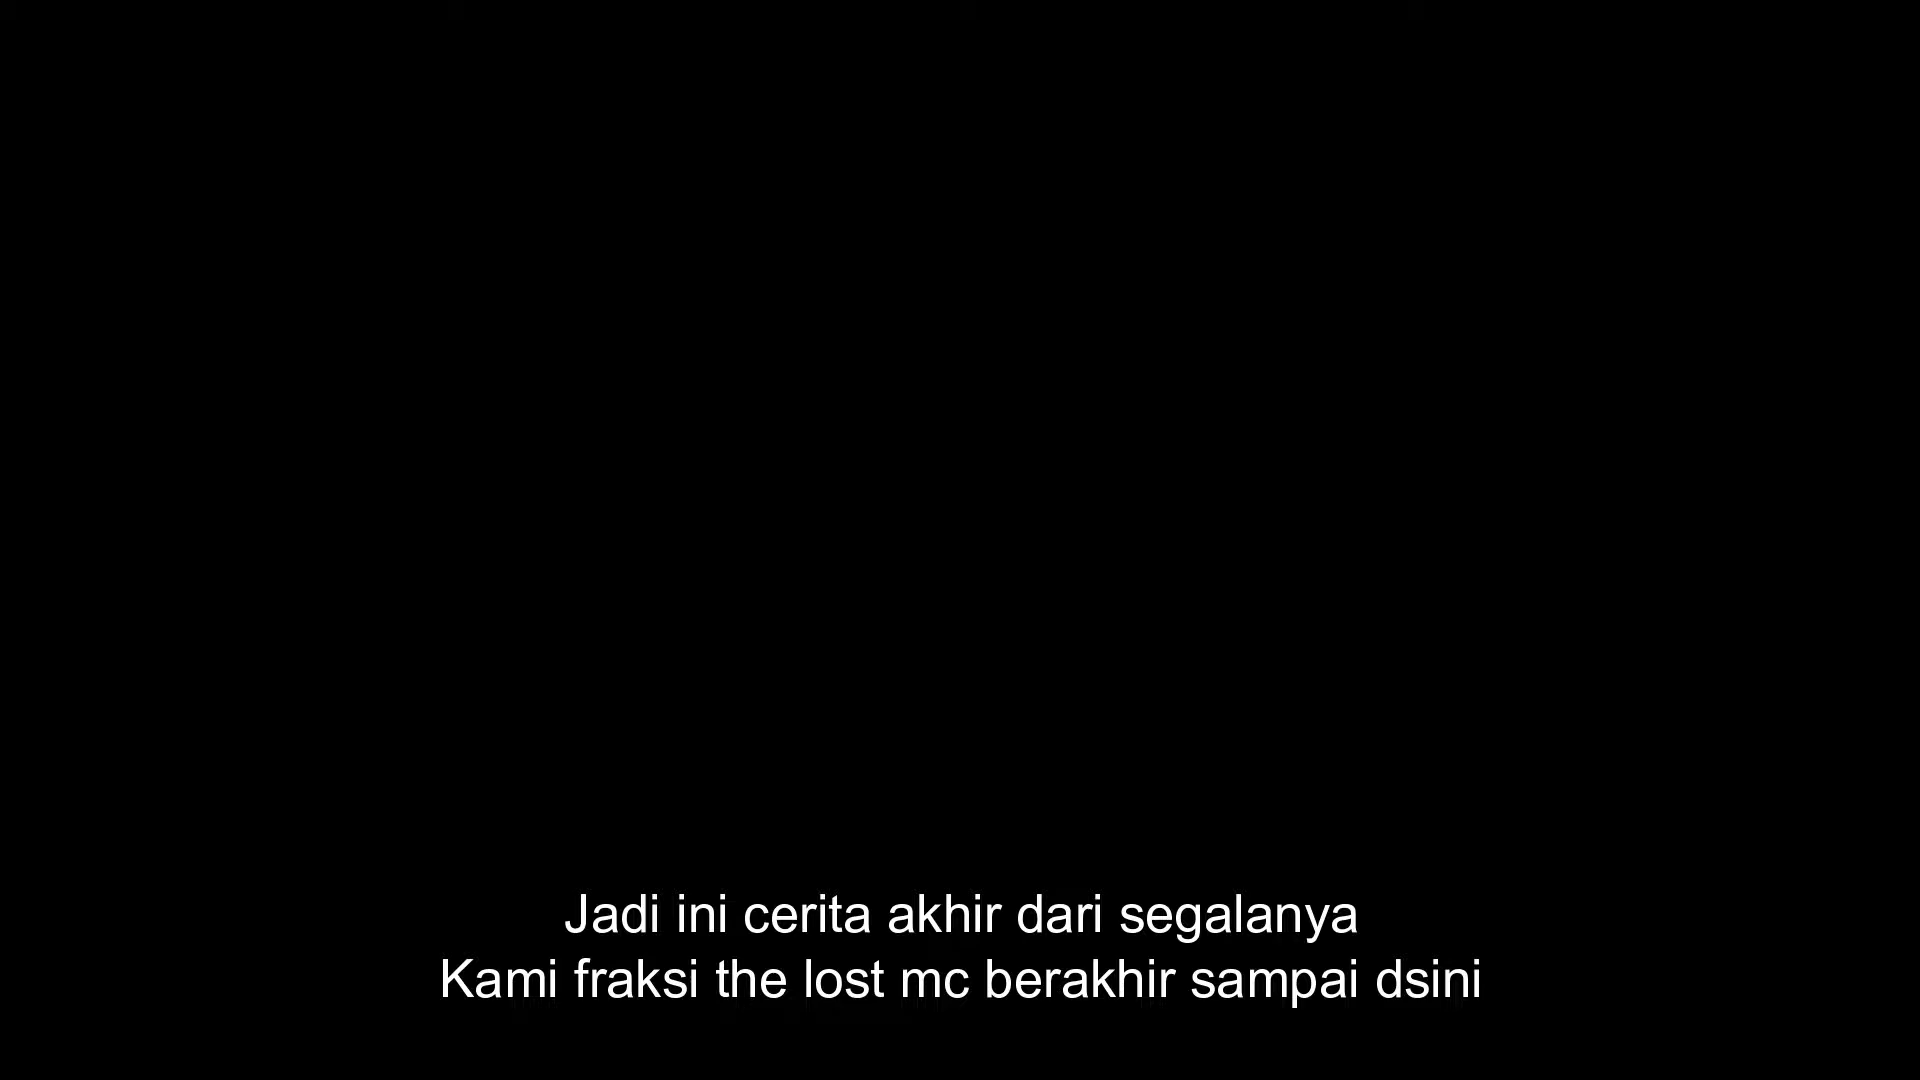 Jadi ini cerita akhir dari segalanya
Kami fraksi the lost mc berakhir sampai dsini